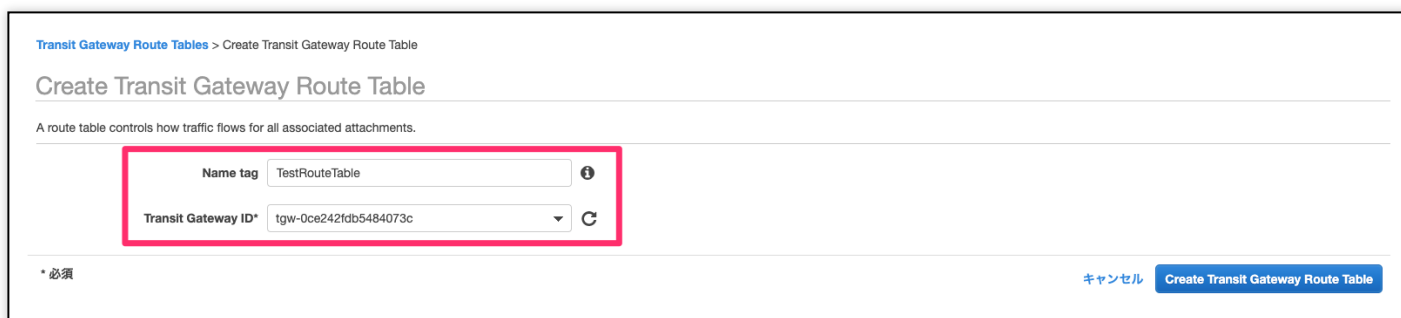 Transit Gateway Route Tables > Create Transit Gateway Route Table
Create Transit Gateway Route Table
A route table controls how traffic flows for all associated attachments.
Name tag TestRouteTable
Transit Gateway ID* tgw-0ce242fdb5484073c
* 必須
キャンセル Create Transit Gateway Route Table